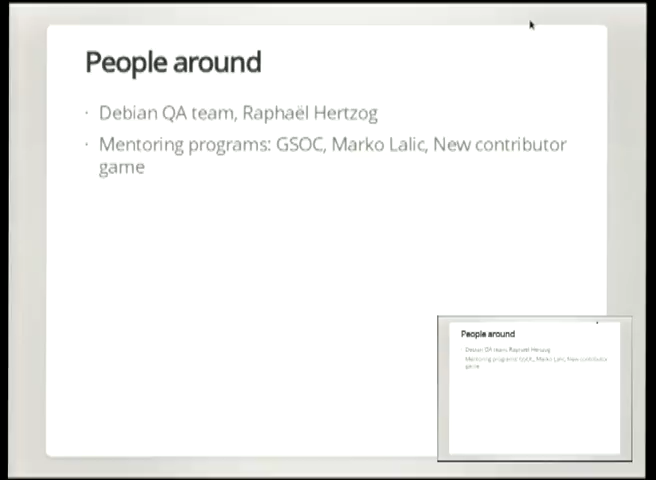 People around
· Debian QA team, Raphaël Hertzog
· Mentoring programs: GSOC, Marko Lalic, New contributor
game
People around
Debian QA team, Raphaël Hertzog
Mentoring programs: GSOC, Marko Lalic, New contributor
game